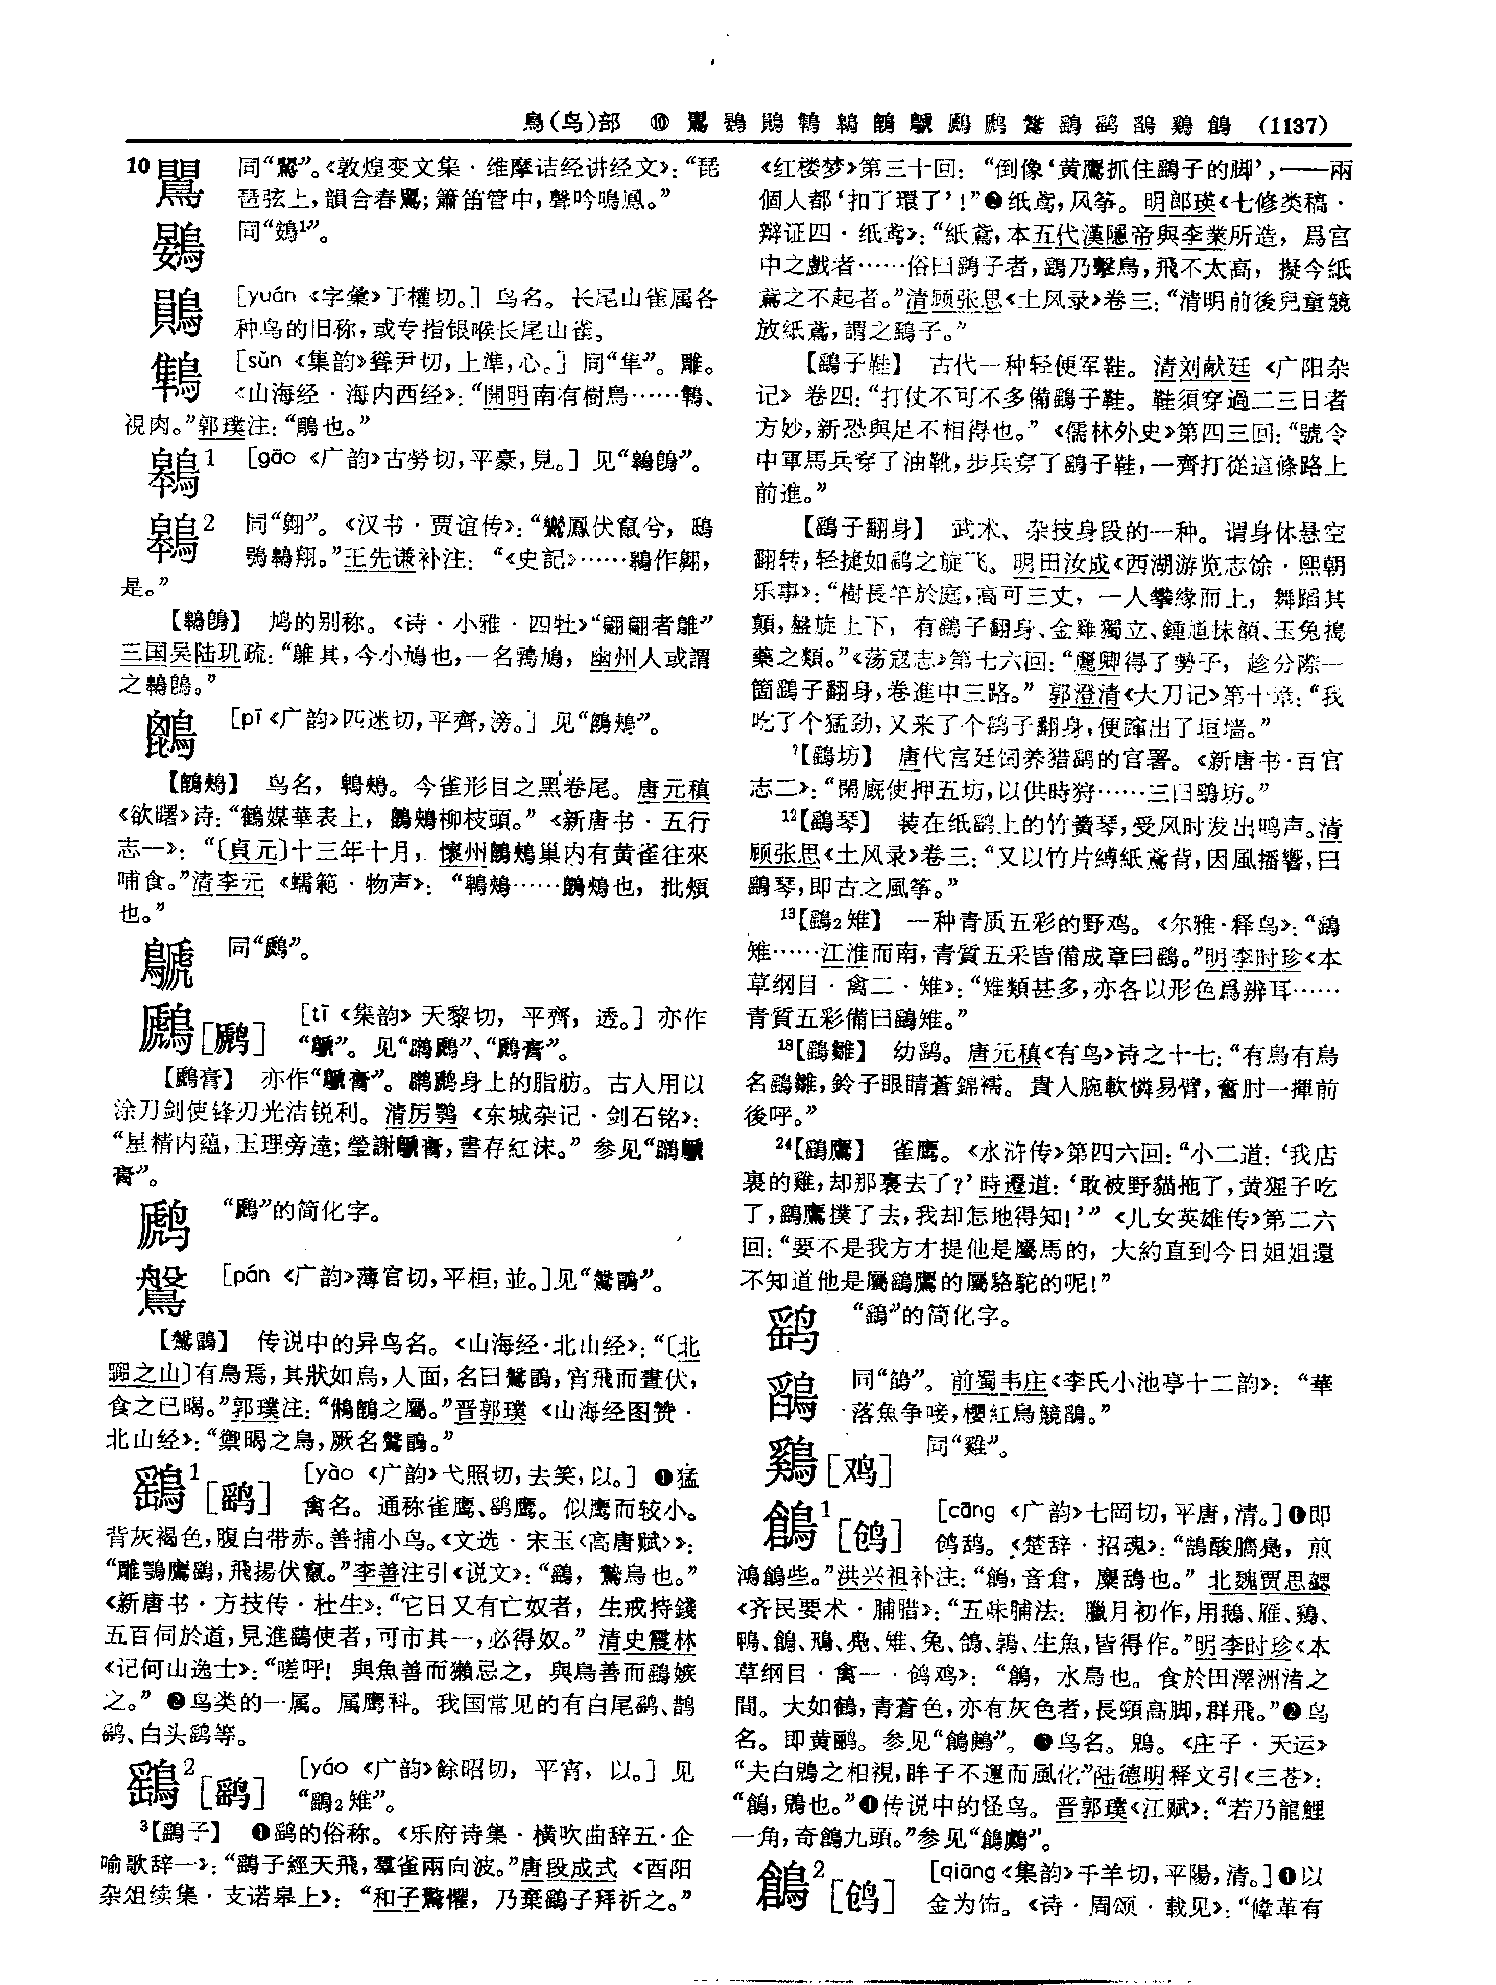 鳥(鸟)部 ⑩ 鷪 鷃 鶰 鶽 鷎 鷿 鷈 鹈 鷑 鷂 鹞 鷄 鶬 (1137)
10 同“鶯”。《敦煌变文集·维摩诘经讲经文》:“琵
琶弦上,韻合春鸎;簫笛管中,聲吟鳴鳳。”
同“鴳1”。
鶰 [yuán 《字彙》于權切。] 鸟名。长尾山雀属各
种鸟的旧称,或专指银喉长尾山雀。
鶽 [sǔn 《集韵》聳尹切,上準,心。] 同“隼”。雕。
《山海经·海内西经》:“開明南有樹鳥……鶽、
視肉。”郭璞注:“鵰也。”
鷎1 [gāo 《广韵》古勞切,平豪,見。] 见“鷎鴿”。
鷎2 同“翱”。《汉书·贾谊传》:“鸞鳳伏竄兮,鴟
鴞鷎翔。”王先谦补注:“《史記》……鷎作翱,
是。”
三国吴陆玑疏:“鵻其,今小鳩也,一名鵓鳩,幽州人或謂
[pī 《广韵》匹迷切,平齊,滂。]
鸟名,鵯鵊。今雀形目之黑卷尾。唐元稹
《欲曙》诗:“鶴媒華表上,鷱鵊柳枝頭。”《新唐书·五行
志一》:“〔貞元〕十三年十月,懷州鷱鵊巢内有黄雀往來
哺食。”清李元《蠕範·物声》:“鵯鵊……
也。”
同“鷉”。
鷉[䴘] [tī 《集韵》天黎切,平齊,透。] 亦作
“鷈”。见“鸊鷉”、“鷉膏”。
【鷉膏】 亦作“鷈膏”。鸊鷉身上的脂肪。古人用以
涂刀剑使锋刃光洁锐利。清厉鹗《东城杂记·剑石铭》:
“星楕内蘊,玉理旁達;瑩謝鷈膏,書存紅沫。” 参见“鸊鷈
膏”。
䴘 “鷉”的简化字。
[pán 《广韵》薄官切,平桓,並。]见“鶭鶥”。
传说中的异鸟名。《山海经·北山经》:“〔北
嚻之山〕有鳥焉,其狀如烏,人面,名曰鶭鶥,宵飛而晝伏,
食之已暍。”郭璞注:“鵂鶹之屬。”晋郭璞《山海经图赞·
北山经》:“禦暍之鳥,厥名鶭鶥。”
鷂1[鹞] [yào 《广韵》弋照切,去笑,以。] ❶猛
禽名。通称雀鹰、鹞鹰。似鹰而较小。
背灰褐色,腹白带赤。善捕小鸟。《文选·宋玉〈高唐赋〉》:
“雕鶚鷹鷂,飛揚伏竄。”李善注引《说文》:“鷂,鷙鳥也。”
《新唐书·方技传·杜生》:“它日又有亡奴者,生戒持錢
五百伺於道,見進鷂使者,可市其一,必得奴。” 清史震林
《记何山逸士》:“嗟呼!與魚善而獺忌之,與鳥善而鷂嫉
之。” ❷鸟类的一属。属鹰科。我国常见的有白尾鹞、鹊
鹞、白头鹞等。
鷂2[鹞] [yáo 《广韵》餘昭切,平宵,以。] 见
“鷂2雉”。
3【鷂子】 ❶鹞的俗称。《乐府诗集·横吹曲辞五·企
喻歌辞一》:“鷂子經天飛,羣雀兩向波。”唐段成式《酉阳
杂俎续集·支诺皋上》:“和子驚懼,乃棄鷂子拜祈之。”
《红楼梦》第三十回:“倒像‘黄鷹抓住鷂子的脚’,——兩
個人都‘扣了環了’!”❷纸鸢,风筝。明郎瑛《七修类稿·
辩证四·纸鸢》:“紙鳶,本五代漢隱帝與李業所造,爲宫
中之戲者……俗曰鷂子者,鷂乃擊鳥,飛不太高,擬今纸
鳶之不起者。”清顾张思《土风录》卷三:“清明前後兒童競
放纸鳶,謂之鷂子。”
【鷂子鞋】 古代一种轻便军鞋。清刘献廷《广阳杂
记》卷四:“打仗不可不多備鷂子鞋。鞋須穿過二三日者
方妙,新恐與足不相得也。”《儒林外史》第四三回:“號令
中軍馬兵穿了油靴,步兵穿了鷂子鞋,一齊打從這條路上
前進。”
【鷂子翻身】 武术、杂技身段的一种。谓身体悬空
翻转,轻捷如鹞之旋飞。明田汝成《西湖游览志馀·熙朝
乐事》:“樹長竿於庭,高可三丈,一人攀緣而上,舞蹈其
顛,盤旋上下,有鷂子翻身、金雞獨立、鍾馗抹額、玉兔搗
藥之類。”《荡寇志》第七六回:“麗卿得了勢子,趁分際一
箇鷂子翻身,卷進中三路。” 郭澄清《大刀记》第十章:“我
吃了个猛劲,又来了个鹞子翻身,便蹿出了垣墙。”
7【鷂坊】 唐代宫廷饲养猎鹞的官署。《新唐书·百官
志二》:“閑廐使押五坊,以供時狩……三曰鷂坊。”
12【鷂琴】 装在纸鹞上的竹簧琴,受风时发出鸣声。清
顾张思《土风录》卷三:“又以竹片縛紙鳶背,因風播響,曰
鷂琴,即古之風筝。”
13【鷂2雉】 一种青质五彩的野鸡。《尔雅·释鸟》:“鷂
雉……江淮而南,青質五采皆備成章曰鷂。”明李时珍《本
草纲目·禽二·雉》:“雉類甚多,亦各以形色爲辨耳……
青質五彩備曰鷂雉。”
18【鷂雛】 幼鹞。唐元稹《有鸟》诗之十七:“有鳥有鳥
名鷂雛,鈴子眼睛蒼錦襦。貴人腕軟憐易臂,奮肘一揮前
後呼。”
24【鷂鷹】 雀鹰。《水浒传》第四六回:“小二道:‘我店
裏的雞,却那裏去了?’時遷道:‘敢被野貓拖了,黄猩子吃
了,鷂鷹撲了去,我却怎地得知!’” 《儿女英雄传》第二六
回:“要不是我方才提他是屬馬的,大約直到今日姐姐還
不知道他是屬鷂鷹的屬駱駝的呢!”
鹞 “鷂”的简化字。
同“鵮”。前蜀韦庄《李氏小池亭十二韵》:“華
落魚争唼,櫻紅鳥競鵮。”
鷄[鸡] 同“雞”。
鶬1[鸧] [cāng 《广韵》七岡切,平唐,清。]❶即
鸧鸹。《楚辞·招魂》:“鵠酸臇鳧,煎
鴻鶬些。”洪兴祖补注:“鶬,音倉,麋鴰也。” 北魏贾思勰
《齐民要术·脯腊》:“五味脯法:臘月初作,用鵝、雁、鷄、
鴨、鶬、鳵、鳧、雉、兔、鴿、鶉、生魚,皆得作。”明李时珍《本
草纲目·禽一·鸧鸡》:“鶬,水鳥也。食於田澤洲渚之
間。大如鶴,青蒼色,亦有灰色者,長頸高脚,群飛。”❷鸟
名。即黄鹂。参见“鶬鶊”。❸鸟名。鶂。《庄子·天运》
“夫白鶂之相視,眸子不運而風化”陆德明释文引《三苍》:
“鶬,鶂也。”❹传说中的怪鸟。晋郭璞《江赋》:“若乃龍鯉
一角,奇鶬九頭。”参见“鶬鸆”。
鶬2[鸧] [qiāng《集韵》千羊切,平陽,清。]❶以
金为饰。《诗·周颂·载见》:“鞗革有